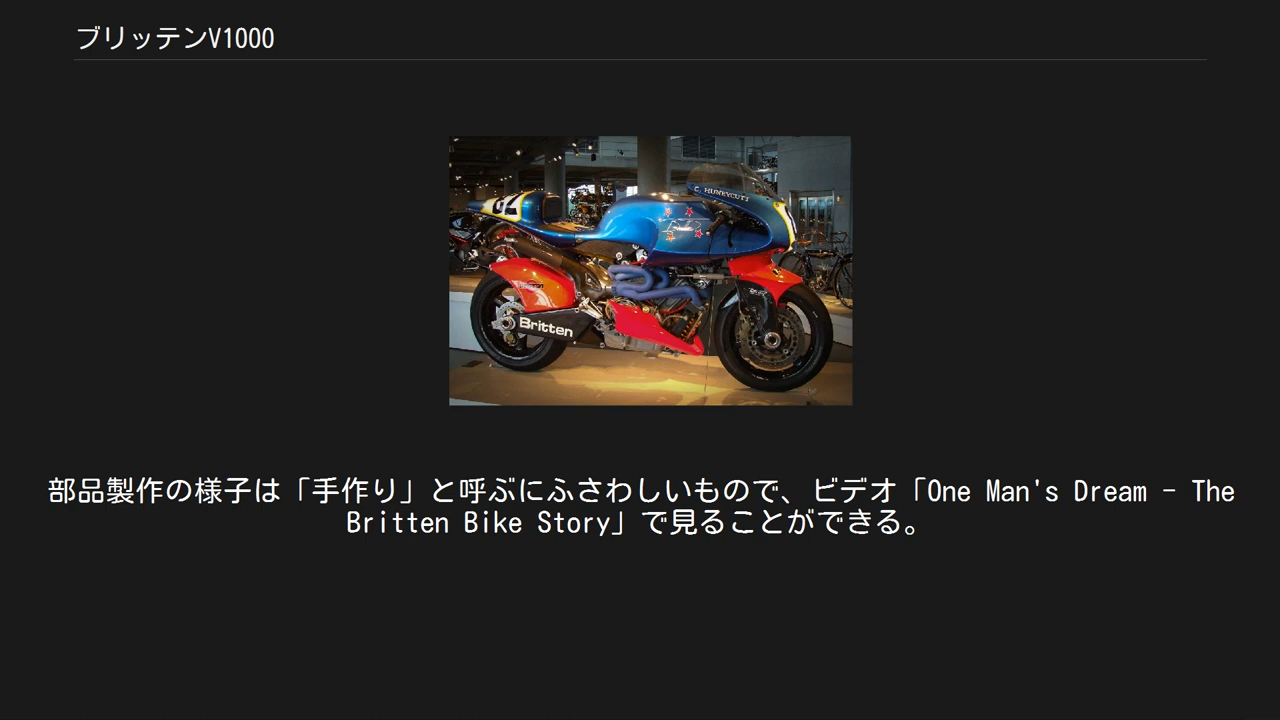 ブリッテンV1000
C. HUNEYCUTT
Britten
部品製作の様子は「手作り」と呼ぶにふさわしいもので、ビデオ「One Man's Dream - The
Britten Bike Story」で見ることができる。